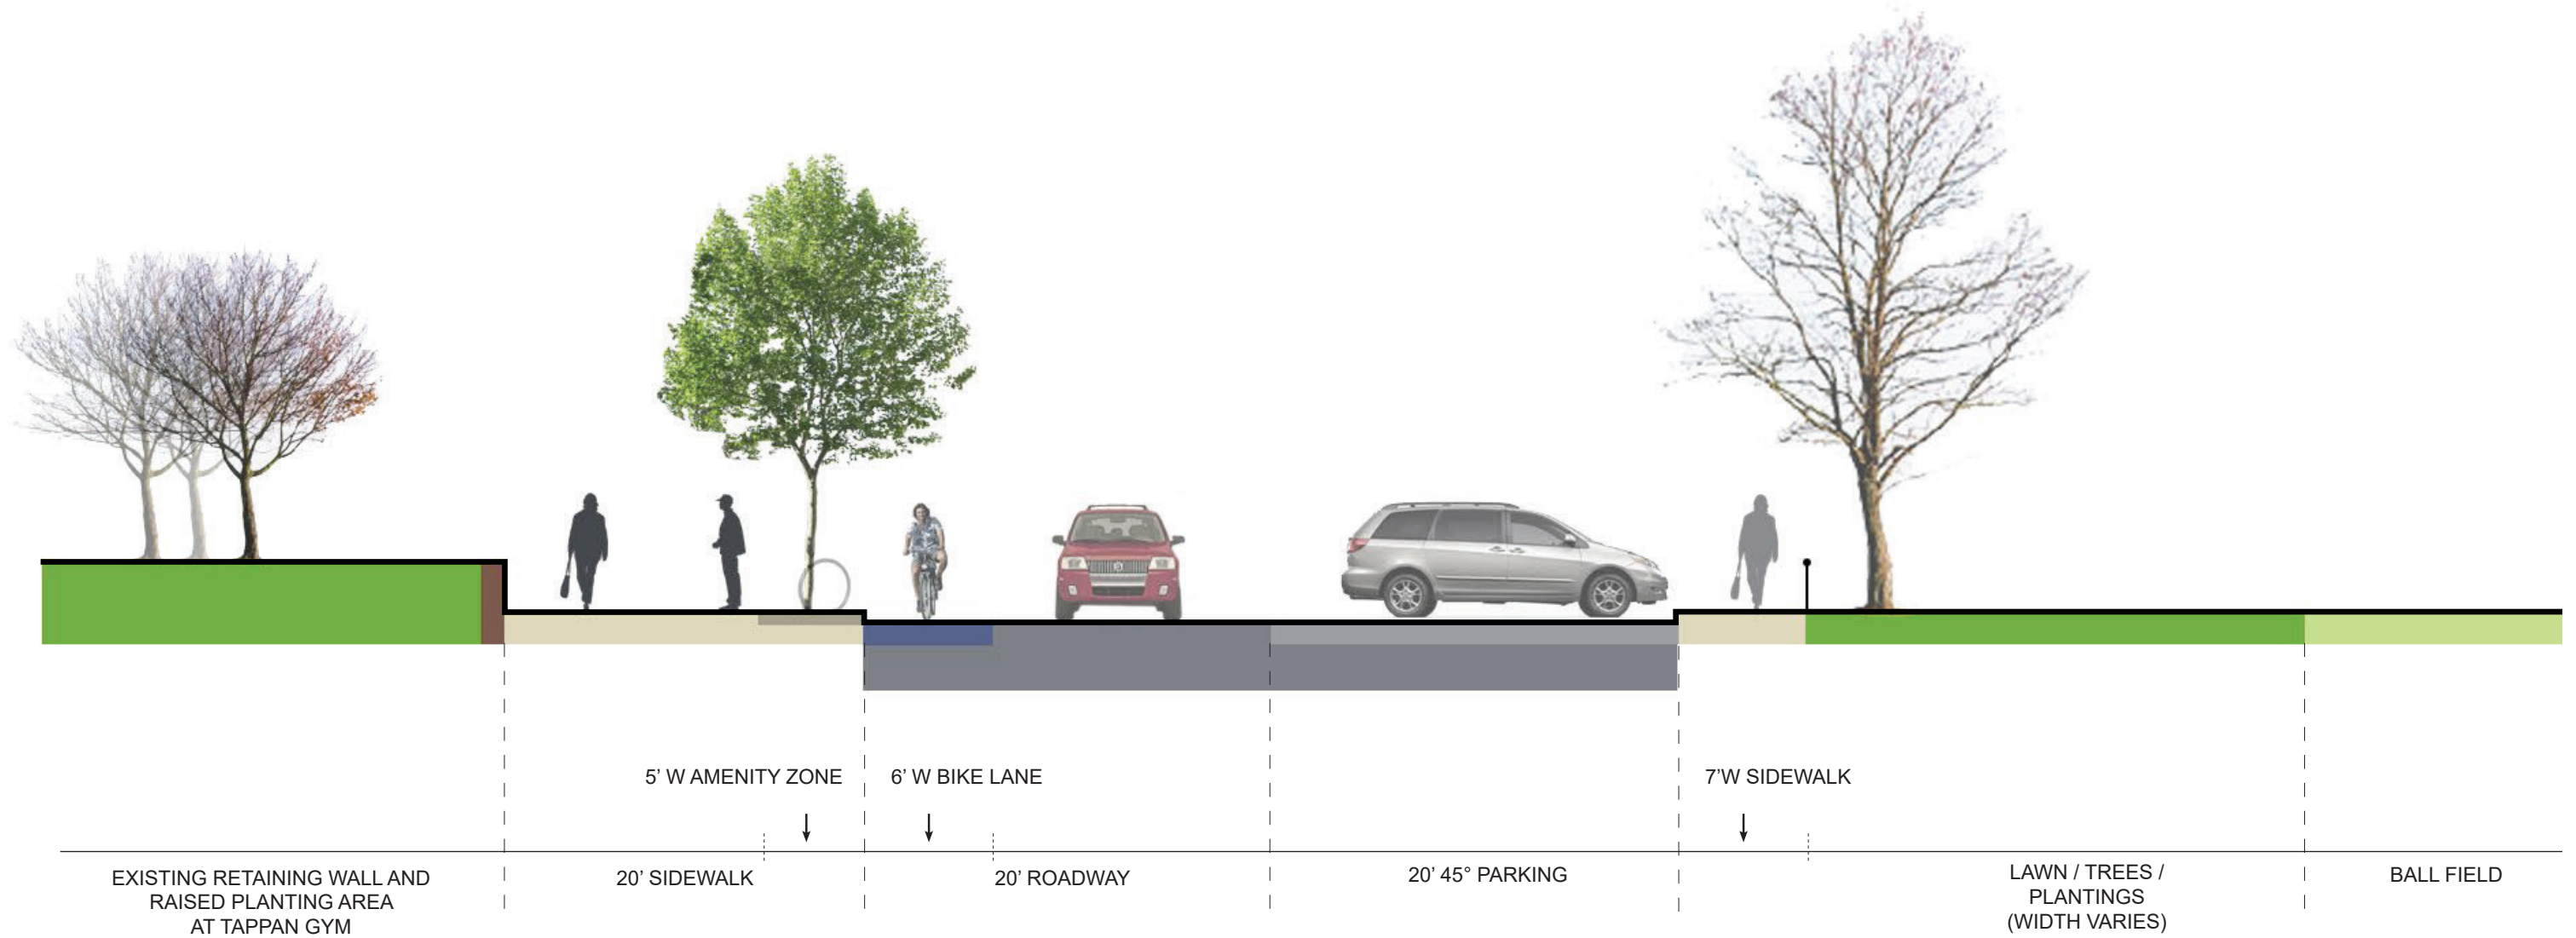 5’ W AMENITY ZONE
6’ W BIKE LANE
7’W SIDEWALK
EXISTING RETAINING WALL AND
RAISED PLANTING AREA
AT TAPPAN GYM
20’ SIDEWALK
20’ ROADWAY
20’ 45° PARKING
LAWN / TREES /
PLANTINGS
(WIDTH VARIES)
BALL FIELD